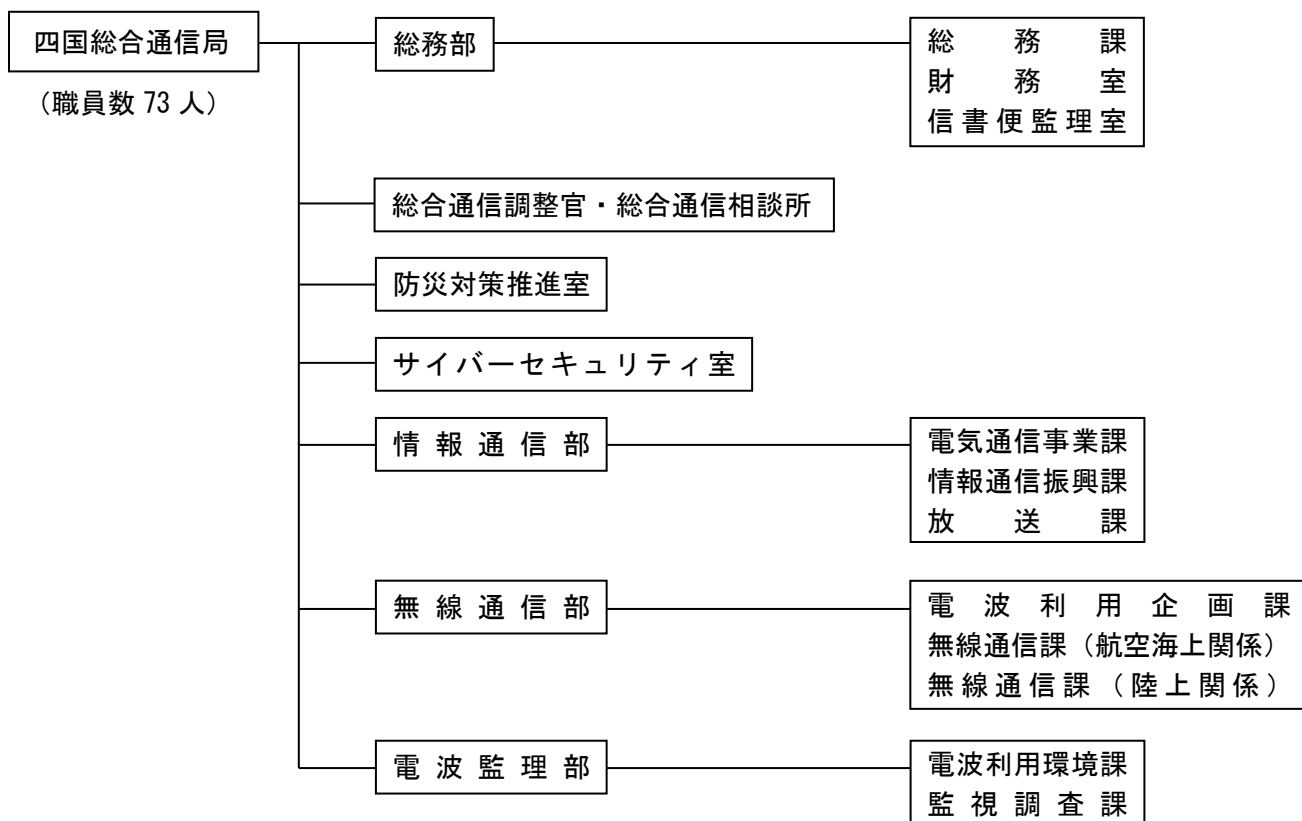 四国総合通信局
（職員数 73 人）
総務部
総務課
財務室
信書便監理室
総合通信調整官・総合通信相談所
防災対策推進室
サイバーセキュリティ室
情報通信部
電気通信事業課
情報通信振興課
放送課
無線通信部
電波利用企画課
無線通信課（航空海上関係）
無線通信課（陸上関係）
電波監理部
電波利用環境課
監視調査課